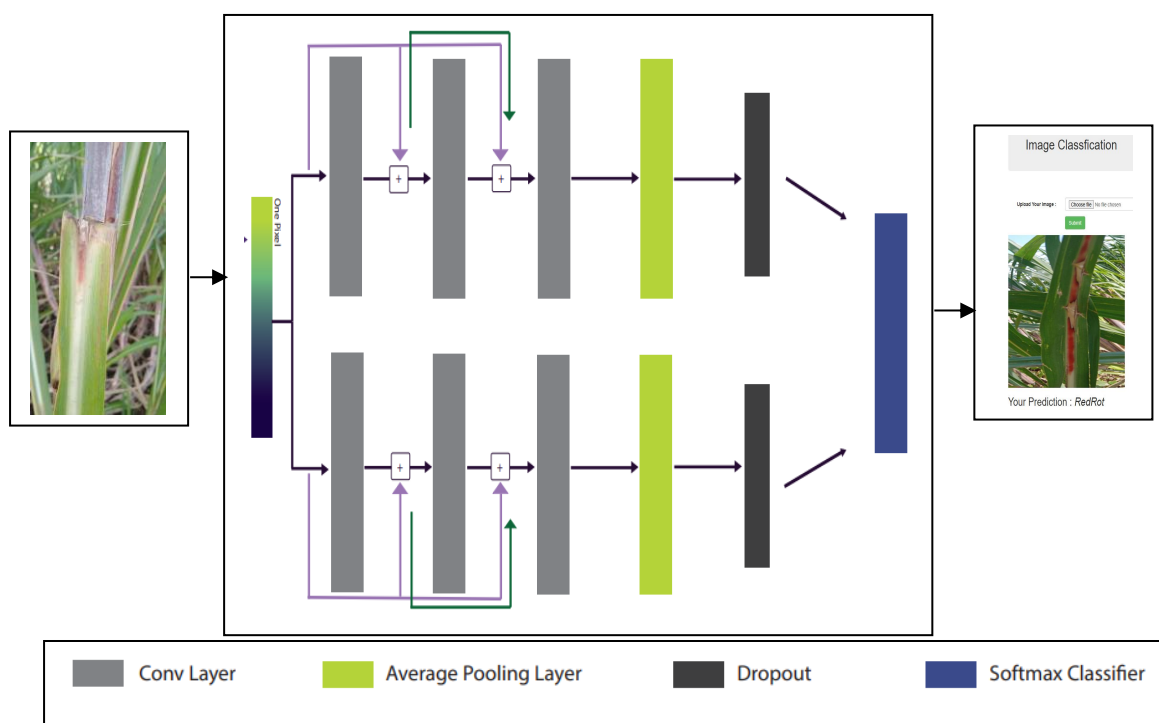 One Pixel
+
+
+
+
Image Classfication
Upload Your Image :
Choose file No file chosen
Submit
Your Prediction : RedRot
Conv Layer
Average Pooling Layer
Dropout
Softmax Classifier